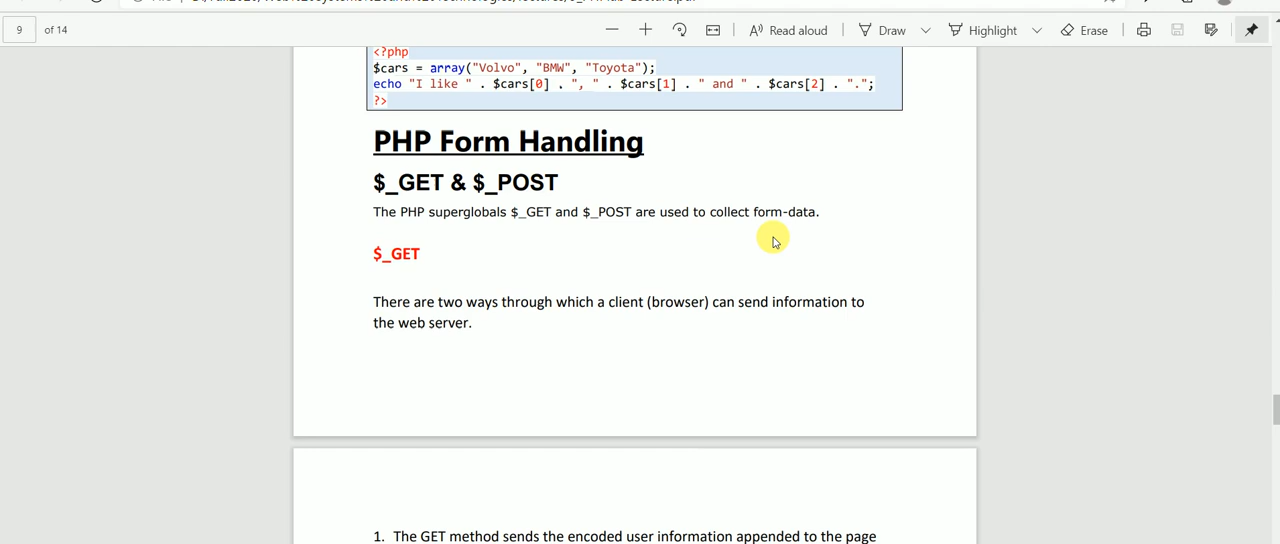 9 of 14 Read aloud Draw Highlight Erase
<?php
$cars = array("Volvo", "BMW", "Toyota");
echo "I like " . $cars[0] . ", " . $cars[1] . " and " . $cars[2] . ".";
?>
PHP Form Handling
$_GET & $_POST
The PHP superglobals $_GET and $_POST are used to collect form-data.
$_GET
There are two ways through which a client (browser) can send information to
the web server.
1. The GET method sends the encoded user information appended to the page